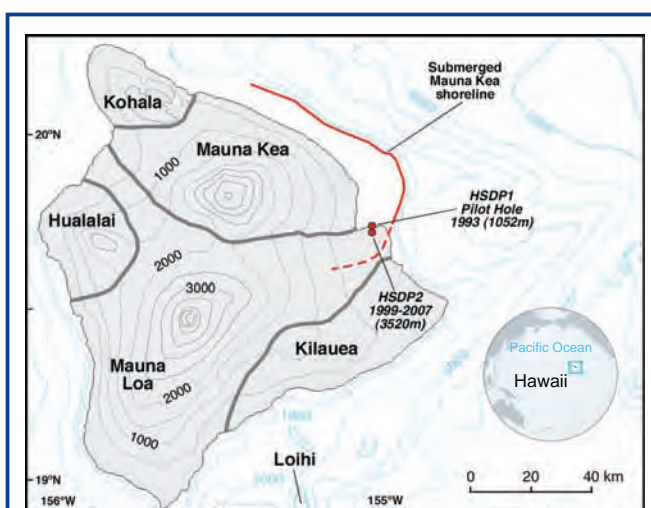 Submerged
Mauna Kea
shoreline
Kohala
20°N
Mauna Kea
1000
HSDP1
Pilot Hole
1993 (1052m)
Hualalai
2000
3000
HSDP2
1999-2007
(3520m)
Kilauea
Pacific Ocean
Hawaii
Mauna
Loa
2000
1000
Loihi
19°N
0 20 40 km
156°W
155°W